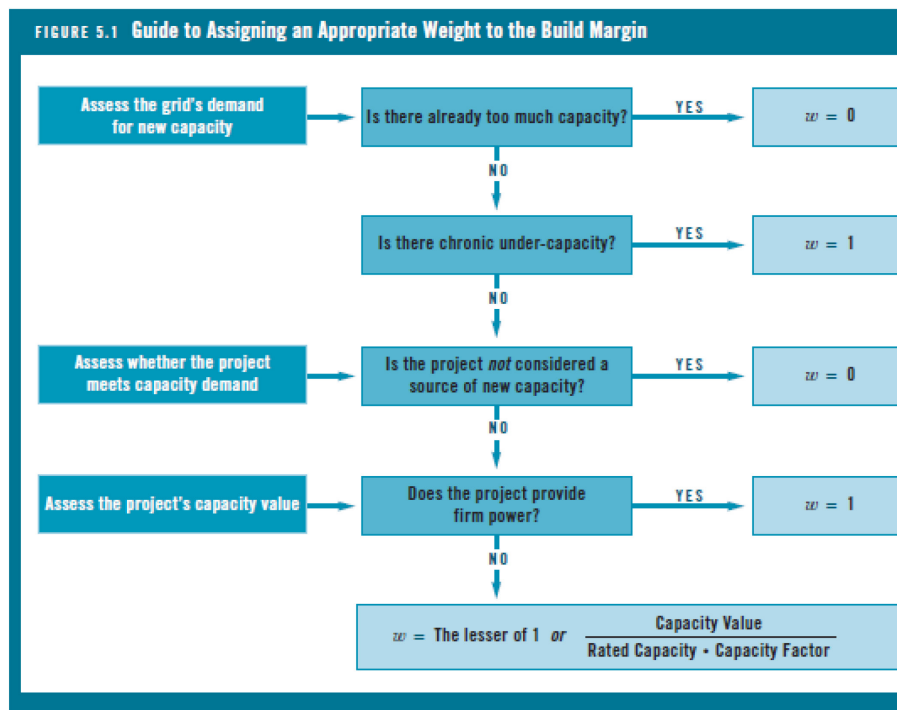 FIGURE 5.1 Guide to Assigning an Appropriate Weight to the Build Margin
Assess the grid's demand
for new capacity
Is there already too much capacity?
YES
w = 0
NO
Is there chronic under-capacity?
YES
w = 1
NO
Assess whether the project
meets capacity demand
Is the project not considered a
source of new capacity?
YES
w = 0
NO
Assess the project's capacity value
Does the project provide
firm power?
YES
w = 1
NO
w = The lesser of 1 or
Capacity Value
Rated Capacity • Capacity Factor